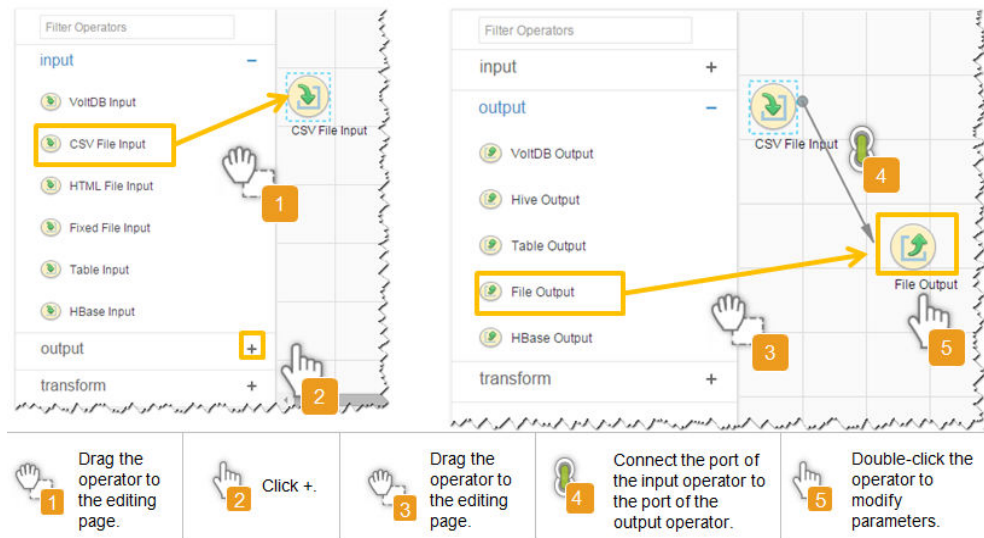 Filter Operators
input
−
VoltDB Input
CSV File Input
HTML File Input
Fixed File Input
Table Input
HBase Input
output
+
transform
+
CSV File Input
1
2
Filter Operators
input
+
output
−
VoltDB Output
Hive Output
Table Output
File Output
HBase Output
transform
+
CSV File Input
4
File Output
3
5
1
Drag the
operator to
the editing
page.
2
Click +.
3
Drag the
operator to
the editing
page.
4
Connect the port of
the input operator to
the port of the
output operator.
5
Double-click the
operator to
modify
parameters.